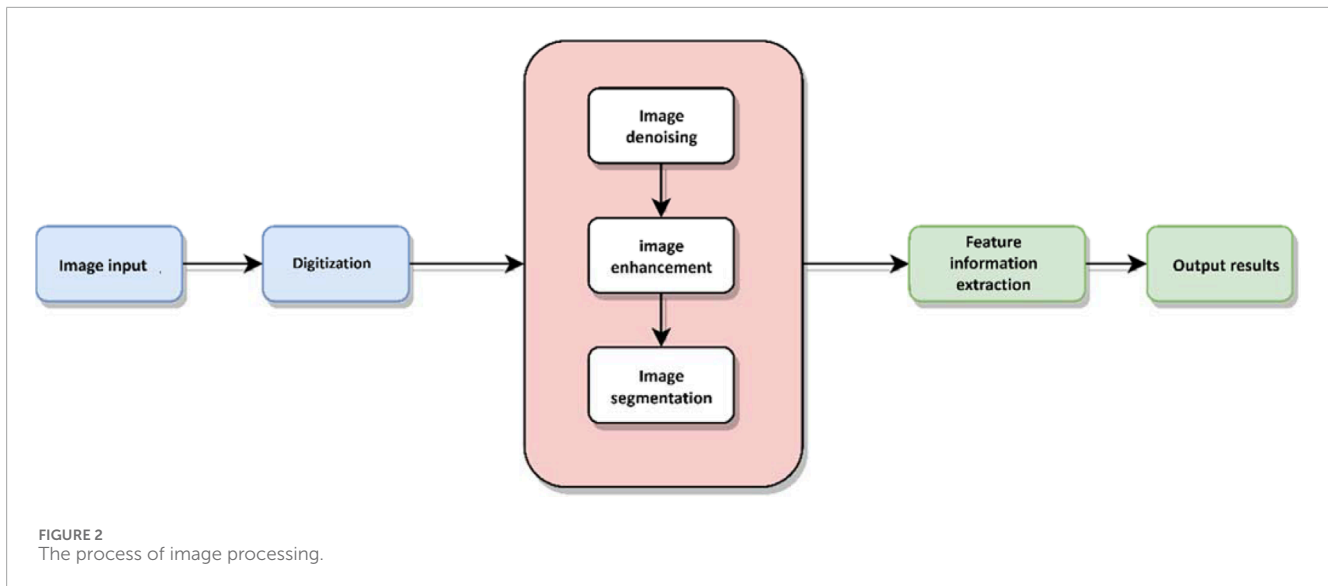 Image input
Digitization
Image
denoising
image
enhancement
Image
segmentation
Feature
information
extraction
Output results
FIGURE 2
The process of image processing.